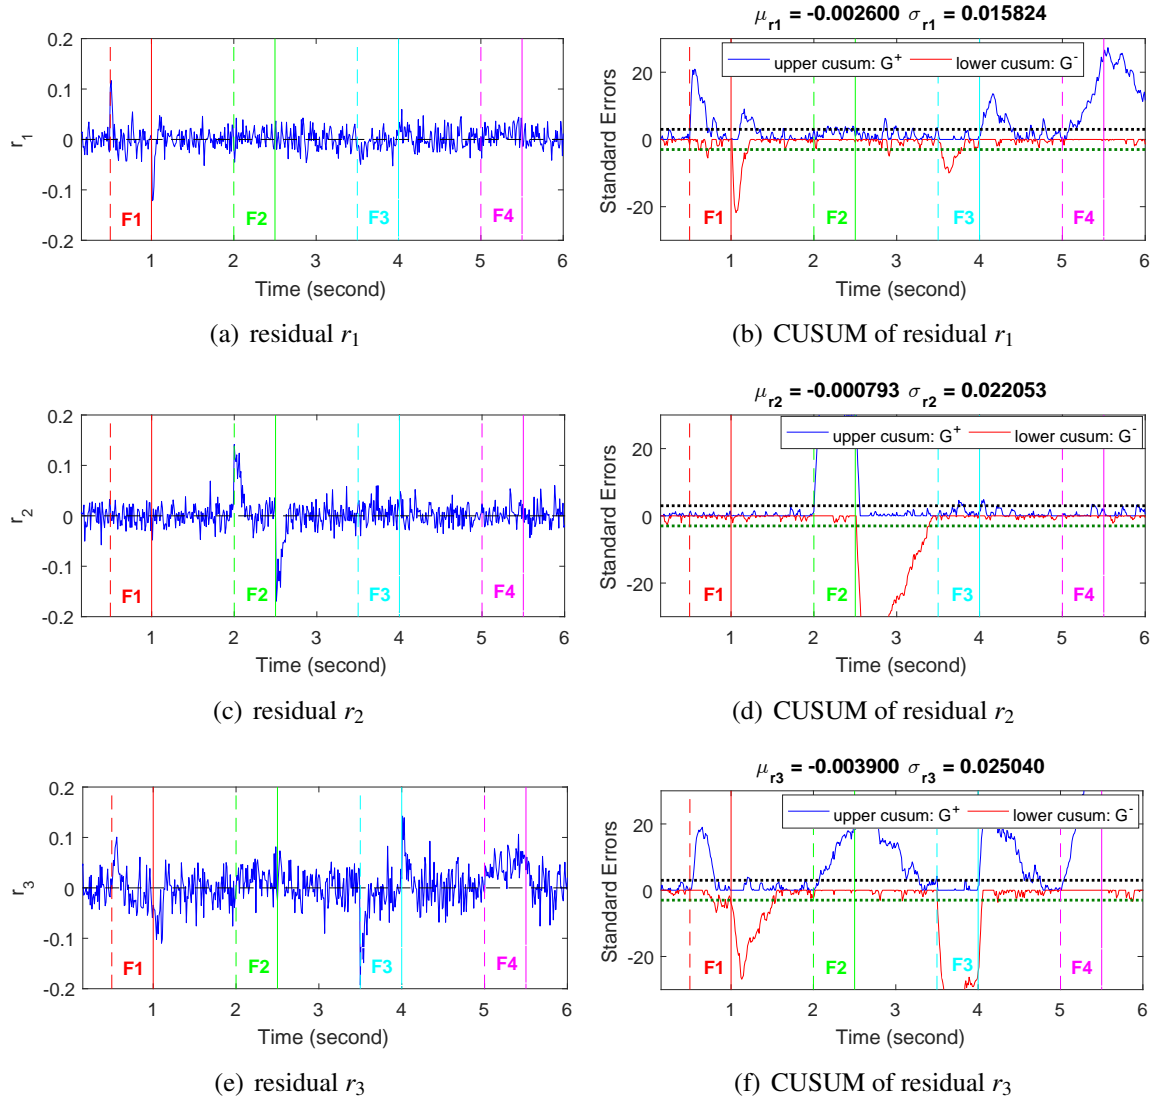 μr1 = -0.002600 σr1 = 0.015824
0.2
0.1
0
-0.1
-0.2
r1
F1
F2
F3
F4
1 2 3 4 5 6
Time (second)
(a) residual r1
upper cusum: G+ lower cusum: G-
20
0
-20
Standard Errors
F1
F2
F3
F4
1 2 3 4 5 6
Time (second)
(b) CUSUM of residual r1
μr2 = -0.000793 σr2 = 0.022053
0.2
0.1
0
-0.1
-0.2
r2
F1
F2
F3
F4
1 2 3 4 5 6
Time (second)
(c) residual r2
upper cusum: G+ lower cusum: G-
20
0
-20
Standard Errors
F1
F2
F3
F4
1 2 3 4 5 6
Time (second)
(d) CUSUM of residual r2
μr3 = -0.003900 σr3 = 0.025040
0.2
0.1
0
-0.1
-0.2
r3
F1
F2
F3
F4
1 2 3 4 5 6
Time (second)
(e) residual r3
upper cusum: G+ lower cusum: G-
20
0
-20
Standard Errors
F1
F2
F3
F4
1 2 3 4 5 6
Time (second)
(f) CUSUM of residual r3